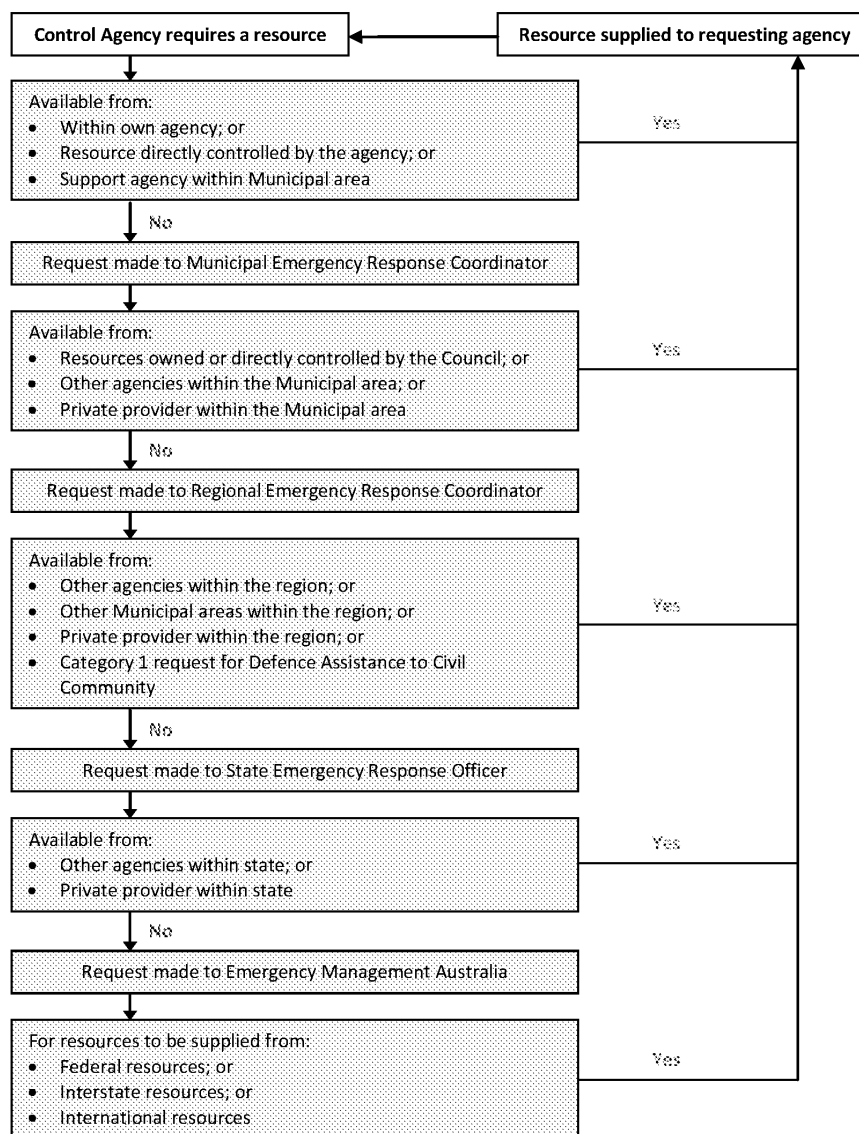 Control Agency requires a resource
Resource supplied to requesting agency
Available from:
• Within own agency; or
• Resource directly controlled by the agency; or
• Support agency within Municipal area
Yes
No
Request made to Municipal Emergency Response Coordinator
Available from:
• Resources owned or directly controlled by the Council; or
• Other agencies within the Municipal area; or
• Private provider within the Municipal area
Yes
No
Request made to Regional Emergency Response Coordinator
Available from:
• Other agencies within the region; or
• Other Municipal areas within the region; or
• Private provider within the region; or
• Category 1 request for Defence Assistance to Civil
Community
Yes
No
Request made to State Emergency Response Officer
Available from:
• Other agencies within state; or
• Private provider within state
Yes
No
Request made to Emergency Management Australia
For resources to be supplied from:
• Federal resources; or
• Interstate resources; or
• International resources
Yes